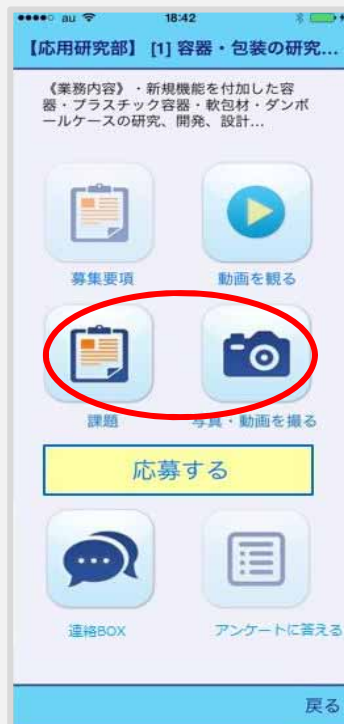 au 18:42
【応用研究部】 [1] 容器・包装の研究...
《業務内容》・新規機能を付加した容
器・プラスチック容器・軟包材・ダンボ
ールケースの研究、開発、設計...
募集要項 動画を観る
課題 写真・動画を撮る
応募する
連絡BOX アンケートに答える
戻る